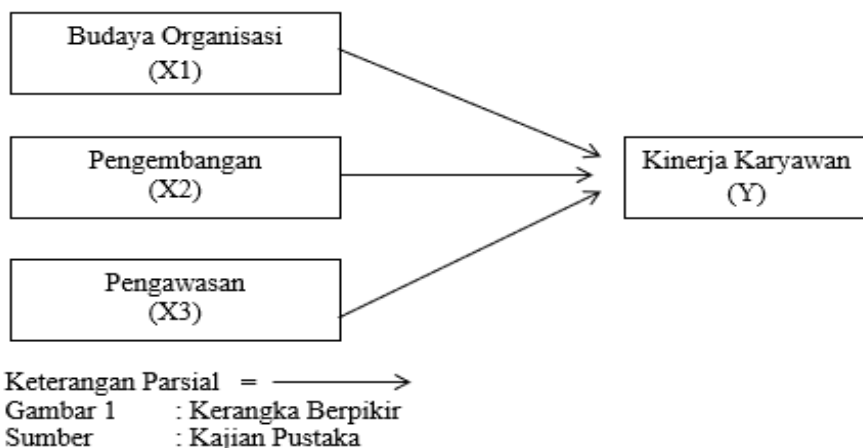 Budaya Organisasi
(X1)
Pengembangan
(X2)
Kinerja Karyawan
(Y)
Pengawasan
(X3)
Keterangan Parsial =
Gambar 1 : Kerangka Berpikir
Sumber : Kajian Pustaka